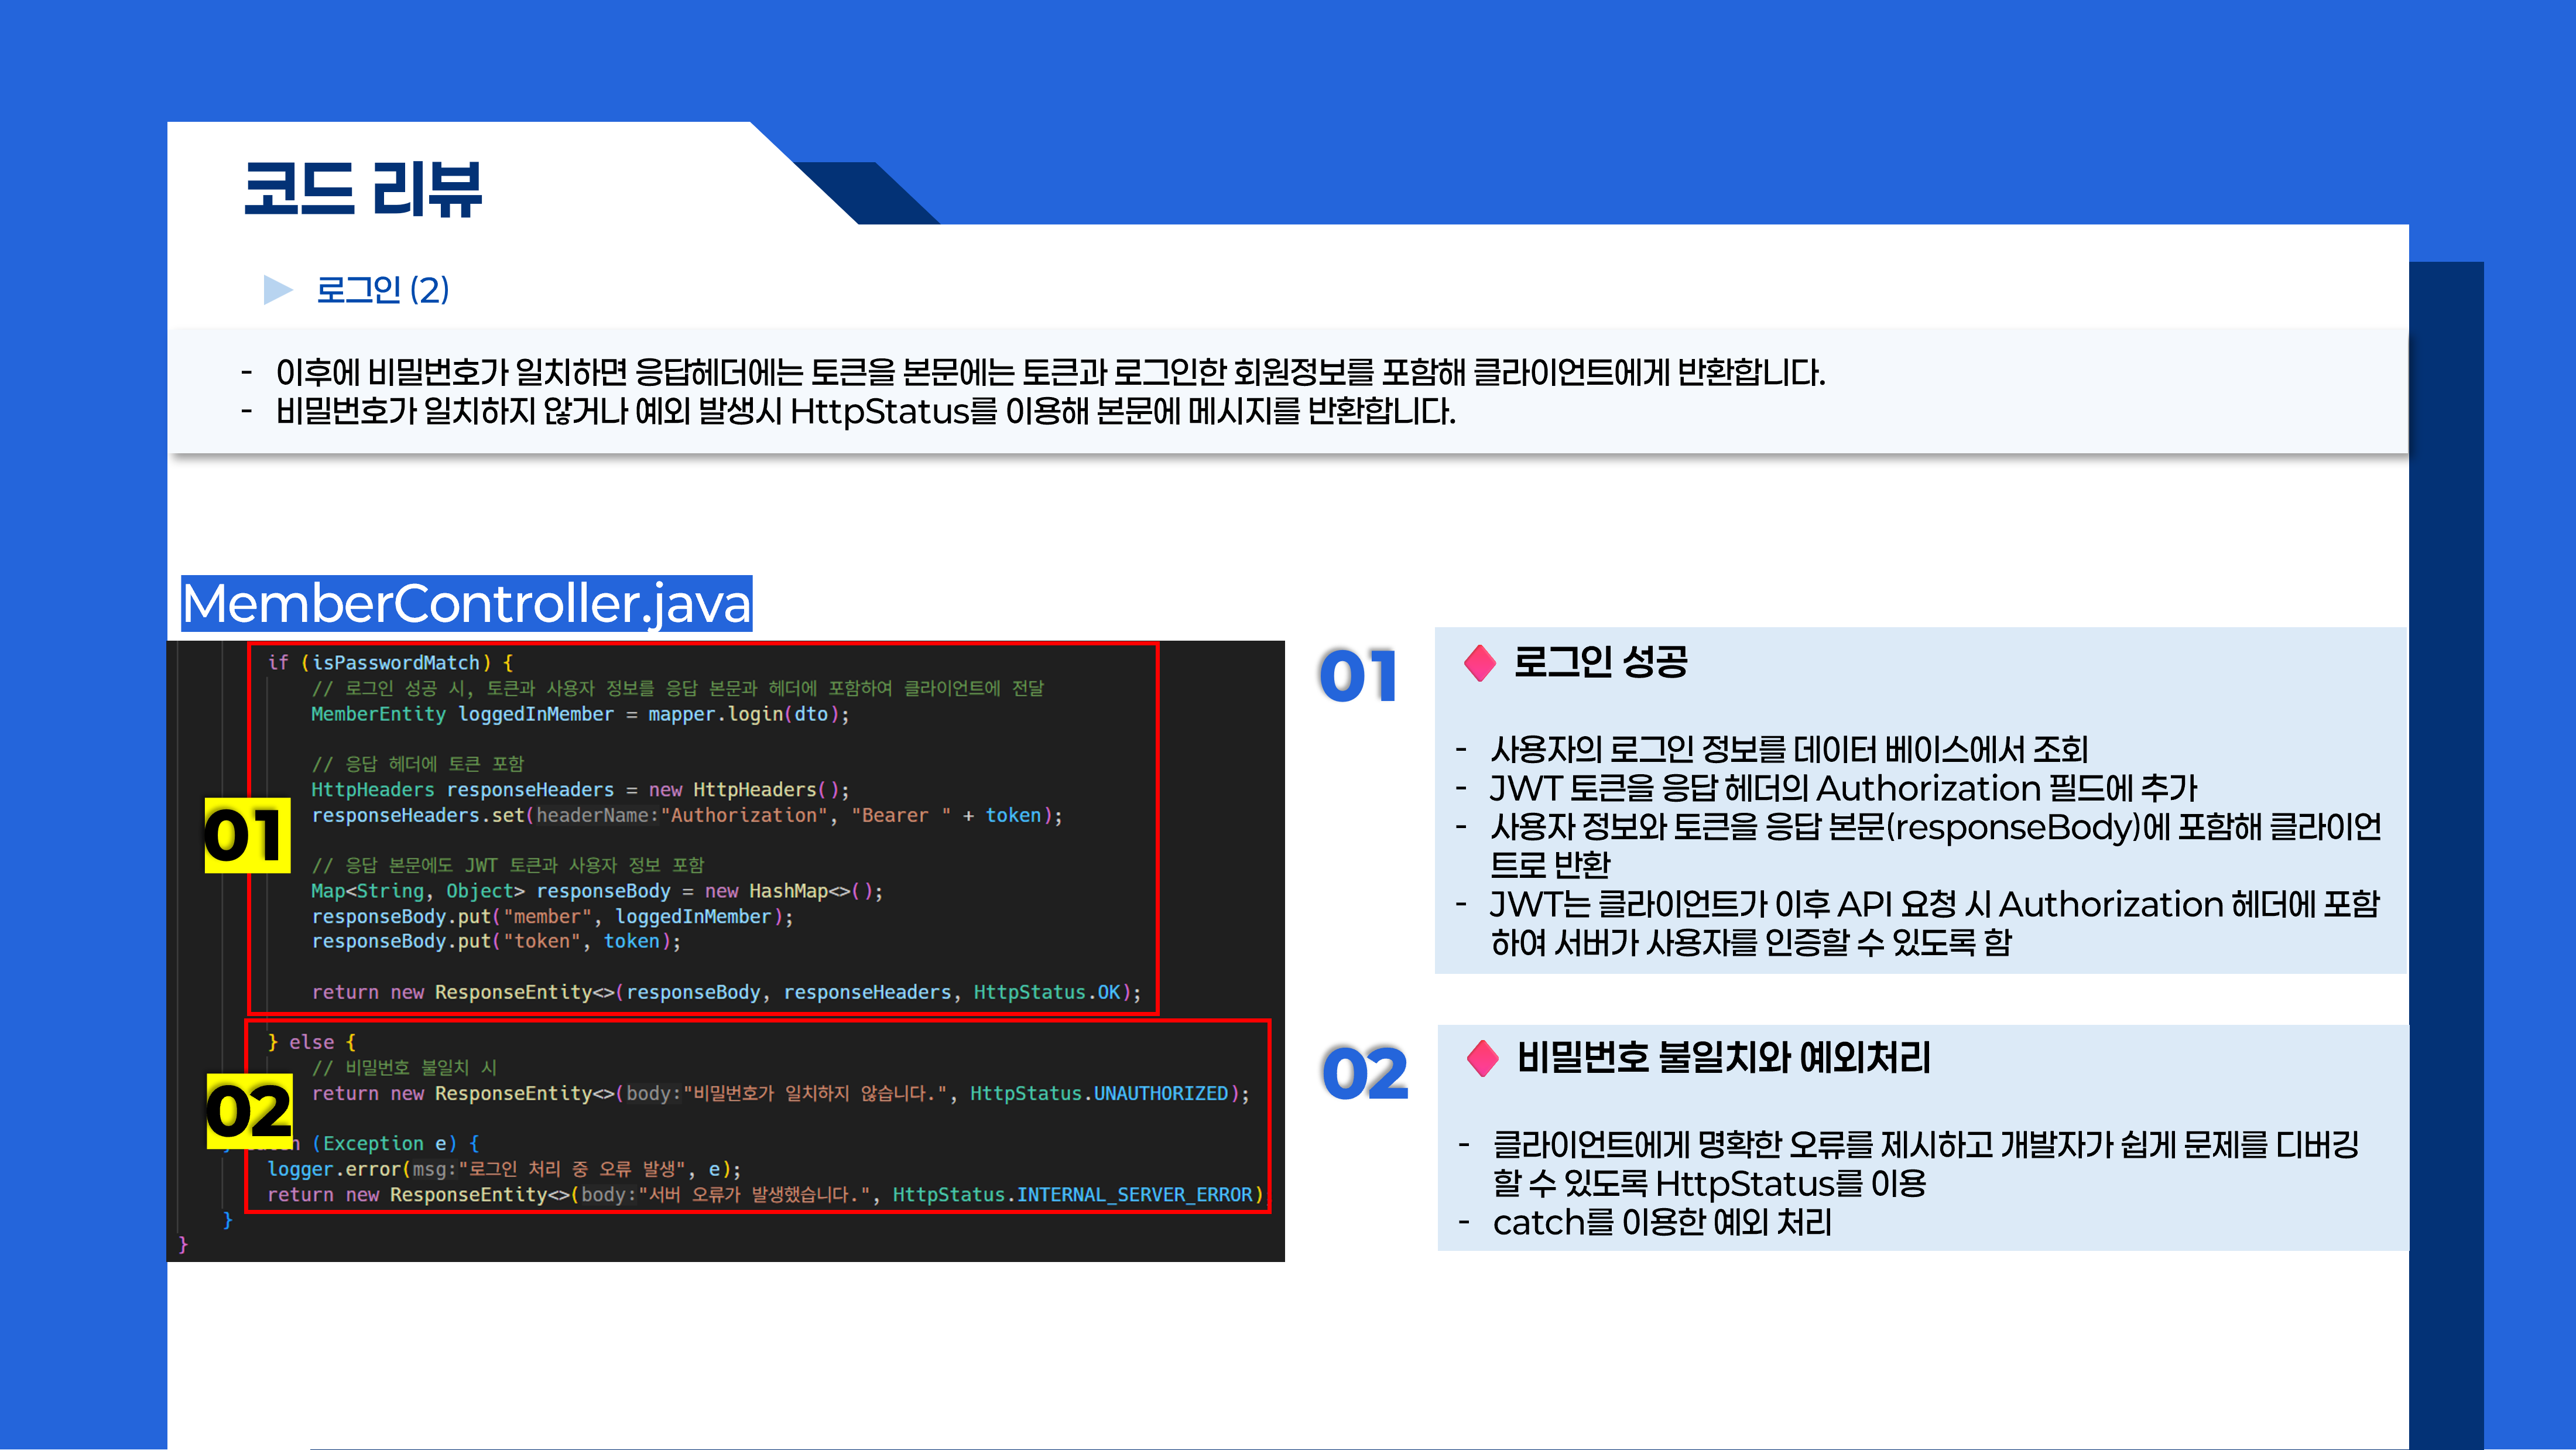 코드 리뷰
로그인 (2)
- 이후에 비밀번호가 일치하면 응답헤더에는 토큰을 본문에는 토큰과 로그인한 회원정보를 포함해 클라이언트에게 반환합니다.
- 비밀번호가 일치하지 않거나 예외 발생시 HttpStatus를 이용해 본문에 메시지를 반환합니다.
MemberController.java
if (isPasswordMatch) {
// 로그인 성공 시, 토큰과 사용자 정보를 응답 본문과 헤더에 포함하여 클라이언트에 전달
MemberEntity loggedInMember = mapper.login(dto);
// 응답 헤더에 토큰 포함
HttpHeaders responseHeaders = new HttpHeaders();
responseHeaders.set(headerName:"Authorization", "Bearer " + token);
01
// 응답 본문에도 JWT 토큰과 사용자 정보 포함
Map<String, Object> responseBody = new HashMap<>();
responseBody.put("member", loggedInMember);
responseBody.put("token", token);
return new ResponseEntity<>(responseBody, responseHeaders, HttpStatus.OK);
} else {
// 비밀번호 불일치 시
return new ResponseEntity<>(body:"비밀번호가 일치하지 않습니다.", HttpStatus.UNAUTHORIZED);
02
(Exception e) {
logger.error(msg:"로그인 처리 중 오류 발생", e);
return new ResponseEntity<>(body:"서버 오류가 발생했습니다.", HttpStatus.INTERNAL_SERVER_ERROR)
}
}
01
로그인 성공
- 사용자의 로그인 정보를 데이터 베이스에서 조회
- JWT 토큰을 응답 헤더의 Authorization 필드에 추가
- 사용자 정보와 토큰을 응답 본문(responseBody)에 포함해 클라이언
트로 반환
- JWT는 클라이언트가 이후 API 요청 시 Authorization 헤더에 포함
하여 서버가 사용자를 인증할 수 있도록 함
02
비밀번호 불일치와 예외처리
- 클라이언트에게 명확한 오류를 제시하고 개발자가 쉽게 문제를 디버깅
할 수 있도록 HttpStatus를 이용
- catch를 이용한 예외 처리